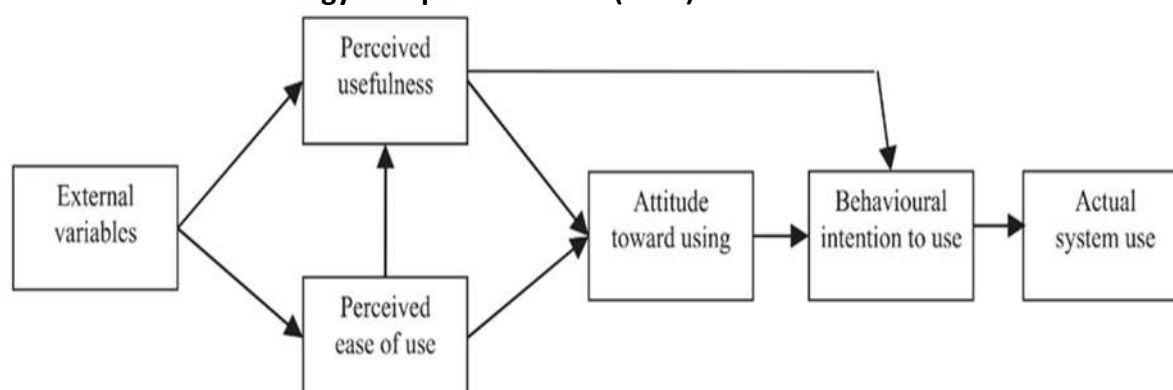 Perceived
usefulness
External
variables
Attitude
toward using
Behavioural
intention to use
Actual
system use
Perceived
ease of use